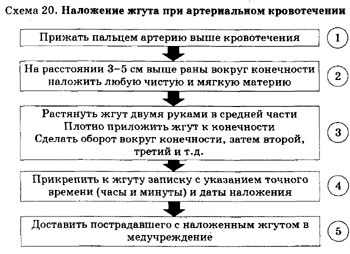 Схема 20. Наложение жгута при артериальном кровотечении
Прижать пальцем артерию выше кровотечения
1
На расстоянии 3–5 см выше раны вокруг конечности
наложить любую чистую и мягкую материю
2
Растянуть жгут двумя руками в средней части
Плотно приложить жгут к конечности
Сделать оборот вокруг конечности, затем второй,
третий и т.д.
3
Прикрепить к жгуту записку с указанием точного
времени (часы и минуты) и даты наложения
4
Доставить пострадавшего с наложенным жгутом в
медучреждение
5